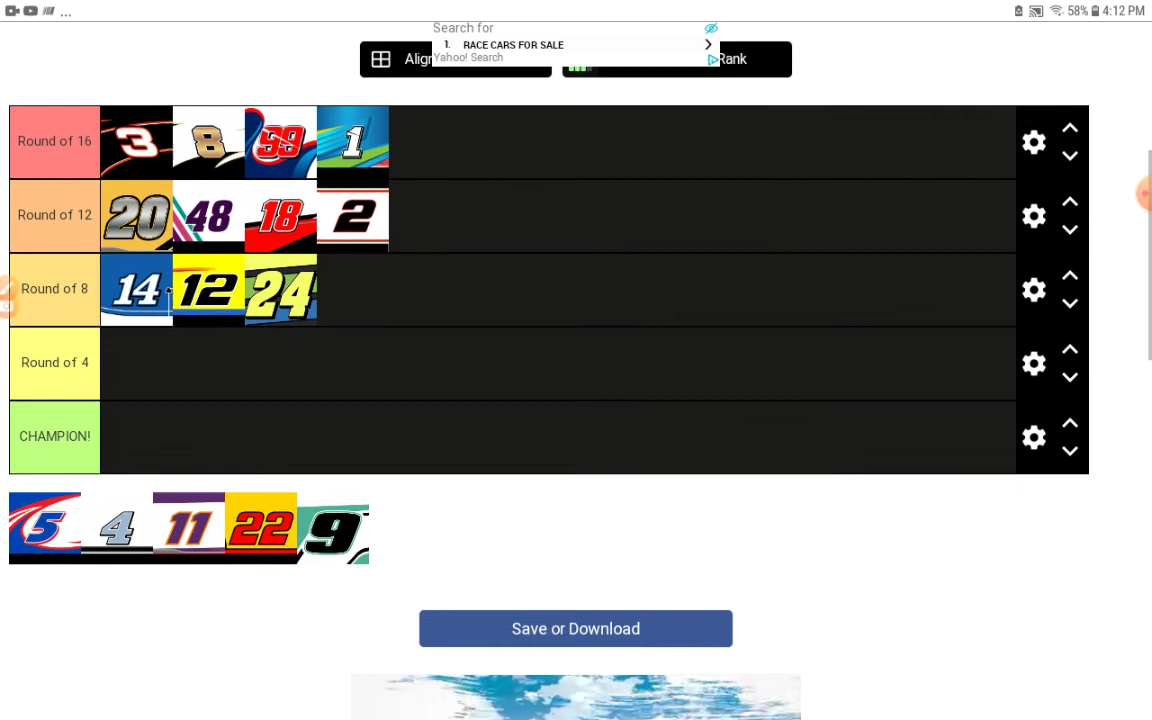 ... 58% 4:12 PM
Search for
1. RACE CARS FOR SALE
Yahoo! Search
Rank
Round of 16 3 8 99 1
Round of 12 20 48 18 2
Round of 8 14 12 24
Round of 4
CHAMPION!
5 4 11 22 9
Save or Download